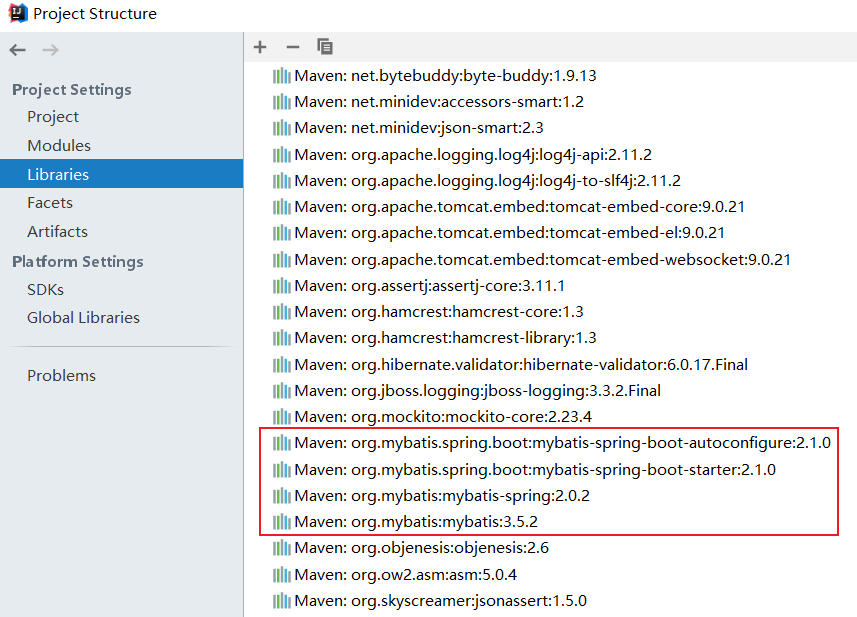 Project Structure
Project Settings
Project
Modules
Libraries
Facets
Artifacts
Platform Settings
SDKs
Global Libraries
Problems
Maven: net.bytebuddy:byte-buddy:1.9.13
Maven: net.minidev:accessors-smart:1.2
Maven: net.minidev:json-smart:2.3
Maven: org.apache.logging.log4j:log4j-api:2.11.2
Maven: org.apache.logging.log4j:log4j-to-slf4j:2.11.2
Maven: org.apache.tomcat.embed:tomcat-embed-core:9.0.21
Maven: org.apache.tomcat.embed:tomcat-embed-el:9.0.21
Maven: org.apache.tomcat.embed:tomcat-embed-websocket:9.0.21
Maven: org.assertj:assertj-core:3.11.1
Maven: org.hamcrest:hamcrest-core:1.3
Maven: org.hamcrest:hamcrest-library:1.3
Maven: org.hibernate.validator:hibernate-validator:6.0.17.Final
Maven: org.jboss.logging:jboss-logging:3.3.2.Final
Maven: org.mockito:mockito-core:2.23.4
Maven: org.mybatis.spring.boot:mybatis-spring-boot-autoconfigure:2.1.0
Maven: org.mybatis.spring.boot:mybatis-spring-boot-starter:2.1.0
Maven: org.mybatis:mybatis-spring:2.0.2
Maven: org.mybatis:mybatis:3.5.2
Maven: org.objenesis:objenesis:2.6
Maven: org.ow2.asm:asm:5.0.4
Maven: org.skyscreamer:jsonassert:1.5.0